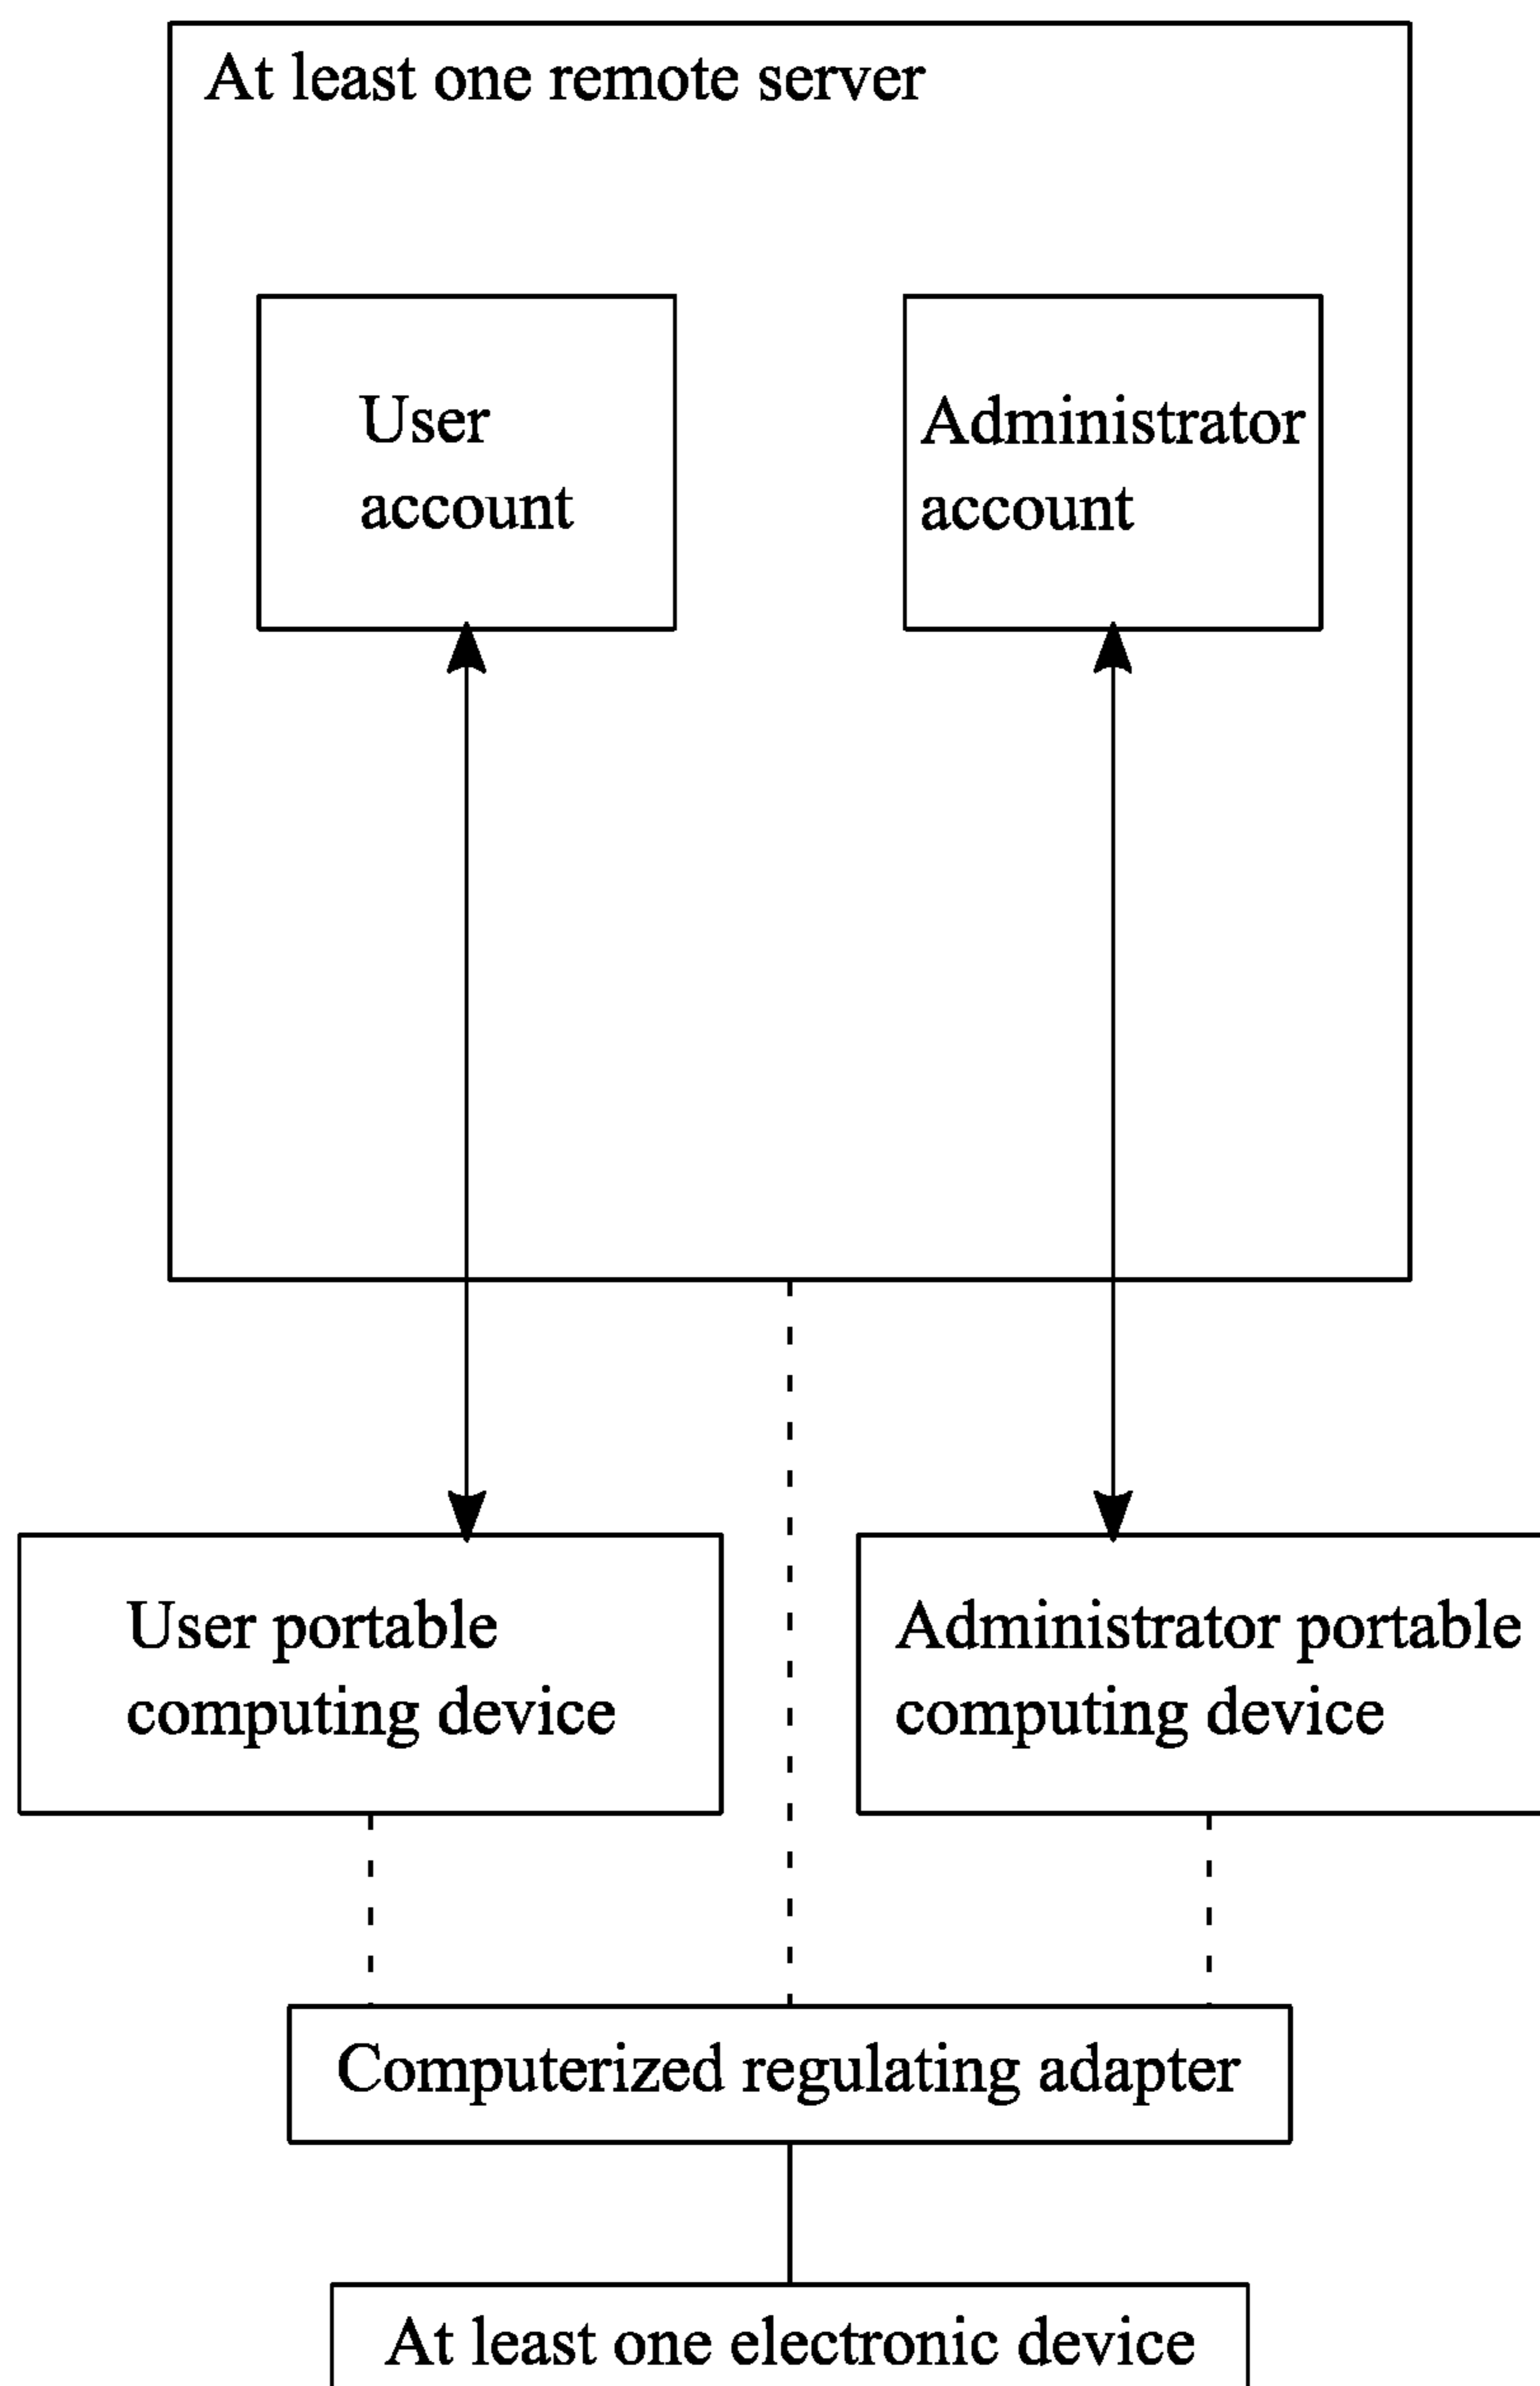 At least one remote server
User
account
Administrator
account
User portable
computing device
Administrator portable
computing device
Computerized regulating adapter
At least one electronic device